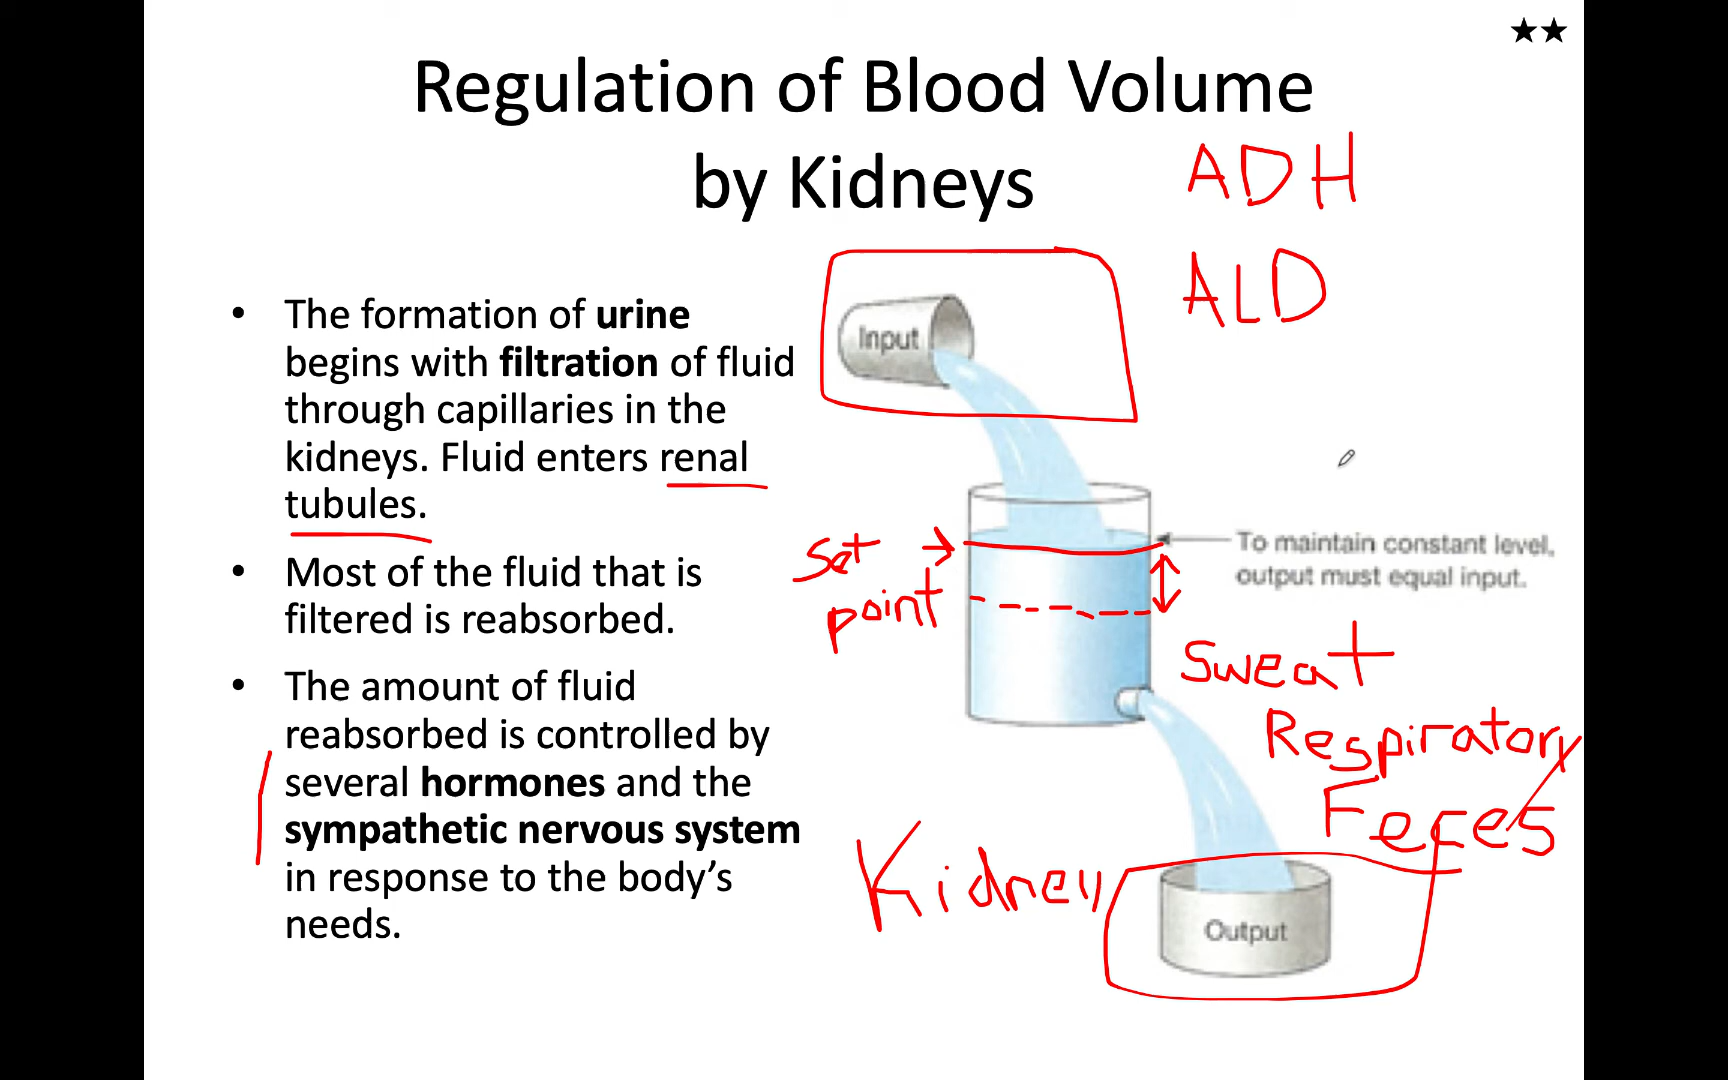 ★★
Regulation of Blood Volume
by Kidneys
ADH
ALD
• The formation of urine
begins with filtration of fluid
through capillaries in the
kidneys. Fluid enters renal
tubules.
• Most of the fluid that is
filtered is reabsorbed.
• The amount of fluid
reabsorbed is controlled by
several hormones and the
sympathetic nervous system
in response to the body’s
needs.
Input
Set
point
To maintain constant level,
output must equal input.
Sweat
Respiratory
Feces
Kidney
Output